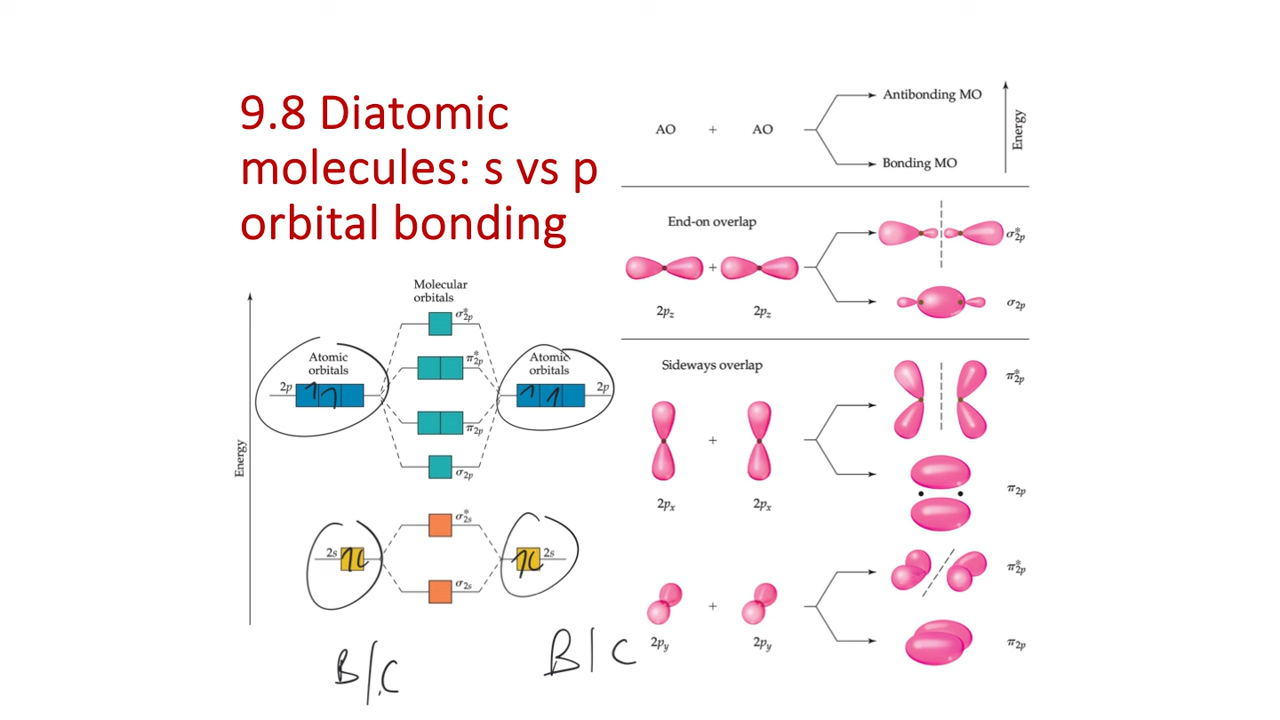 9.8 Diatomic
molecules: s vs p
orbital bonding
Molecular
orbitals
σ*2p
Atomic
orbitals
π*2p
Atomic
orbitals
2p
2p
π2p
σ2p
Energy
σ*2s
2s
2s
σ2s
B/C
B/C
Antibonding MO
AO + AO
Energy
Bonding MO
End-on overlap
σ*2p
+
2pz 2pz
σ2p
Sideways overlap
π*2p
+
2px 2px
π2p
π*2p
+
2py 2py
π2p